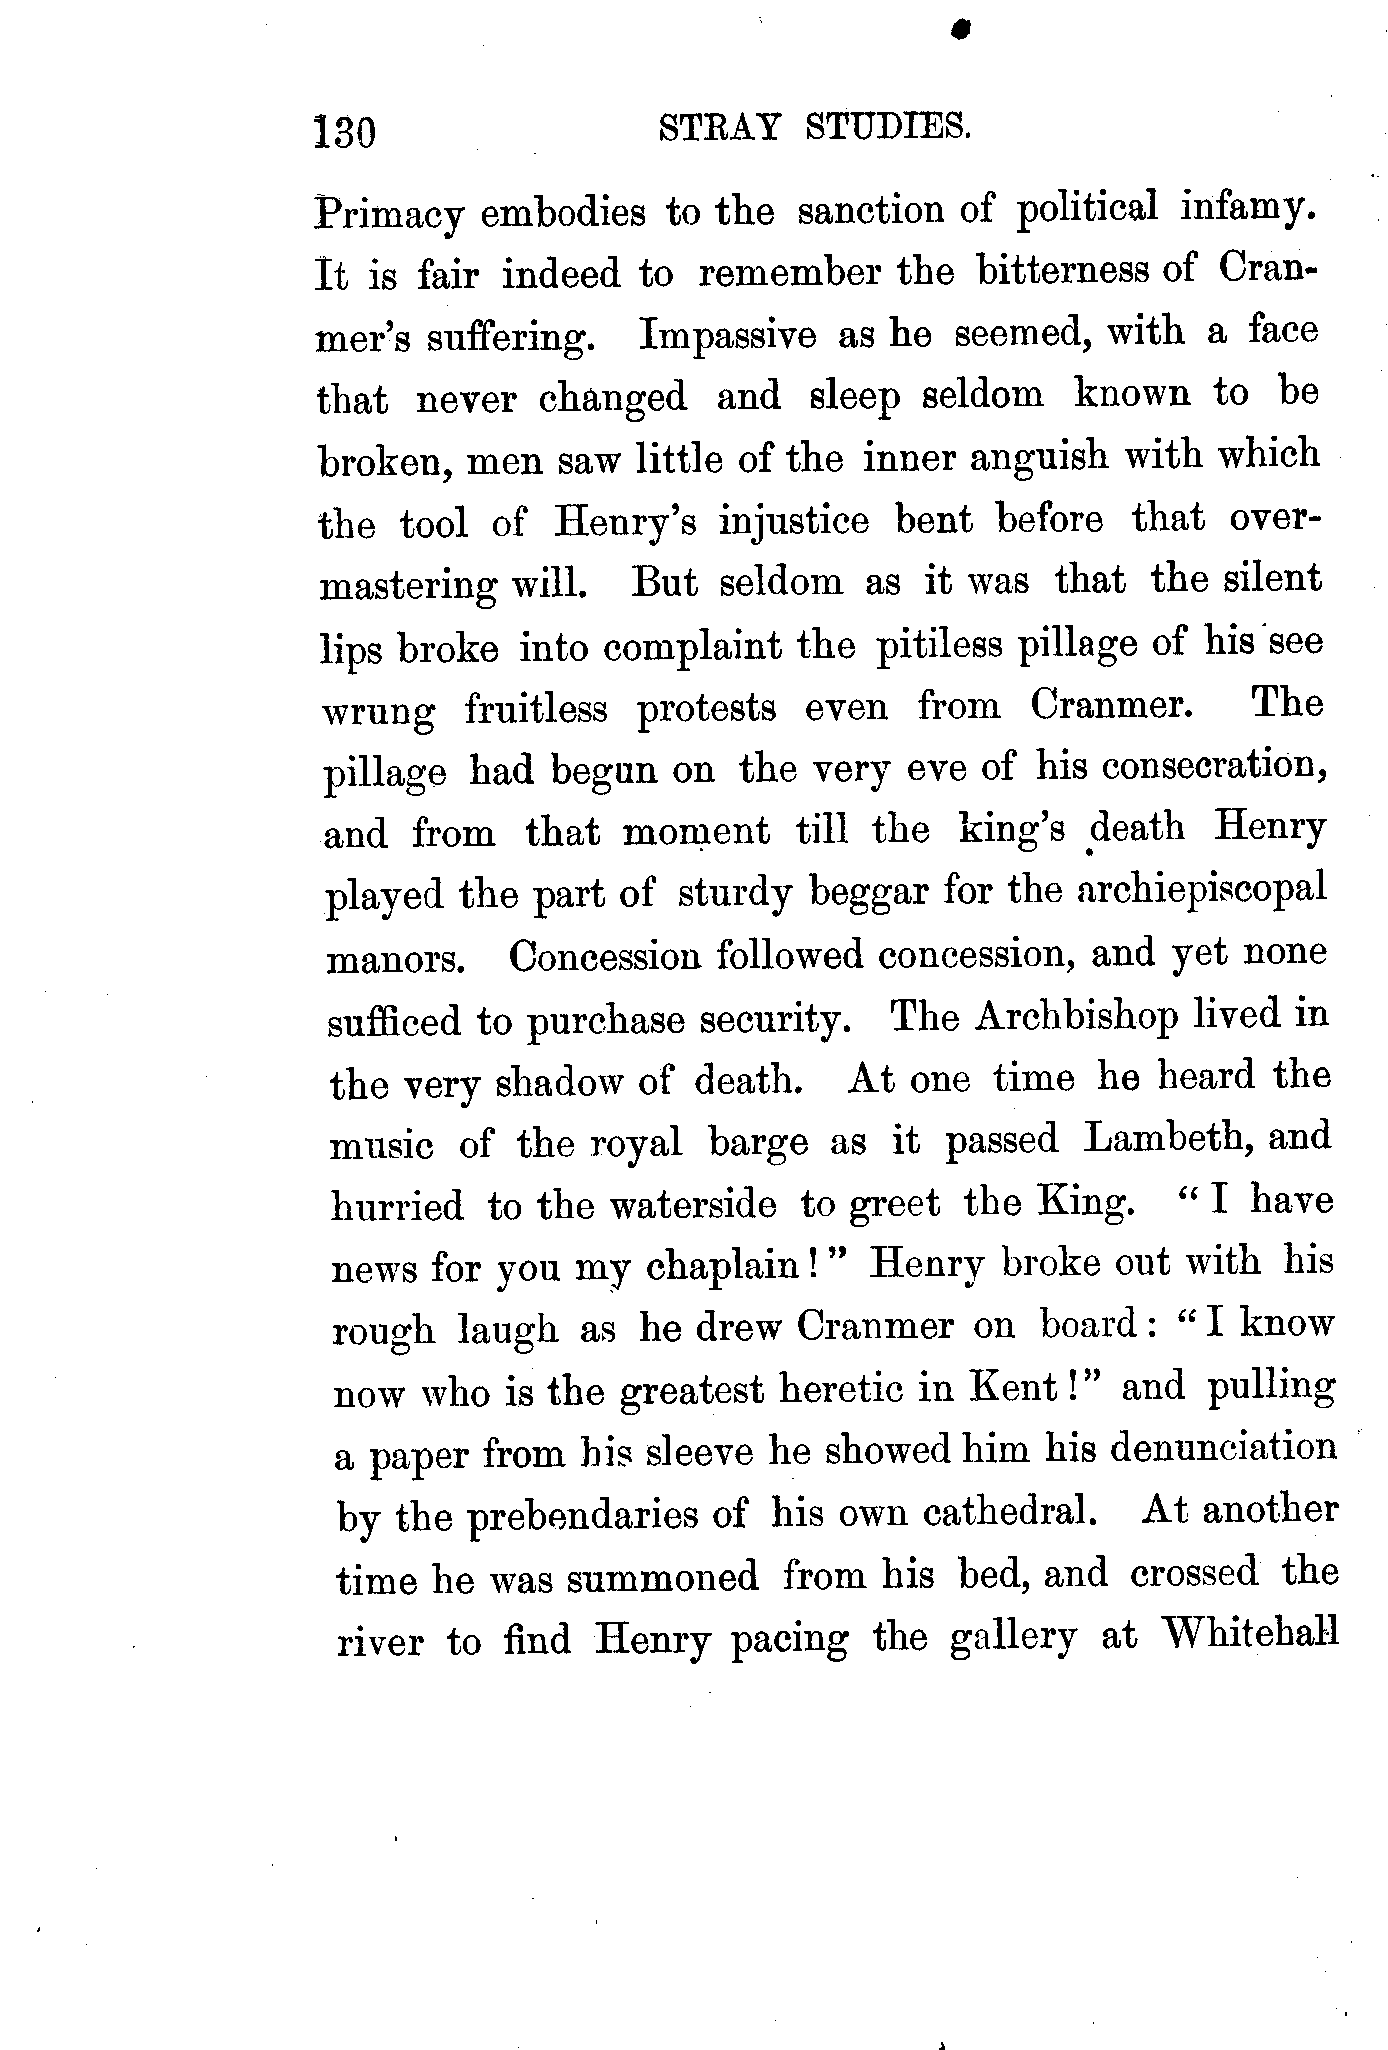 130 STRAY STUDIES.
Primacy embodies to the sanction of political infamy.
It is fair indeed to remember the bitterness of Cran-
mer's suffering. Impassive as he seemed, with a face
that never changed and sleep seldom known to be
broken, men saw little of the inner anguish with which
the tool of Henry's injustice bent before that over-
mastering will. But seldom as it was that the silent
lips broke into complaint the pitiless pillage of his see
wrung fruitless protests even from Cranmer. The
pillage had begun on the very eve of his consecration,
and from that moment till the king's death Henry
played the part of sturdy beggar for the archiepiscopal
manors. Concession followed concession, and yet none
sufficed to purchase security. The Archbishop lived in
the very shadow of death. At one time he heard the
music of the royal barge as it passed Lambeth, and
hurried to the waterside to greet the King. " I have
news for you my chaplain ! " Henry broke out with his
rough laugh as he drew Cranmer on board : " I know
now who is the greatest heretic in Kent !" and pulling
a paper from his sleeve he showed him his denunciation
by the prebendaries of his own cathedral. At another
time he was summoned from his bed, and crossed the
river to find Henry pacing the gallery at Whitehall